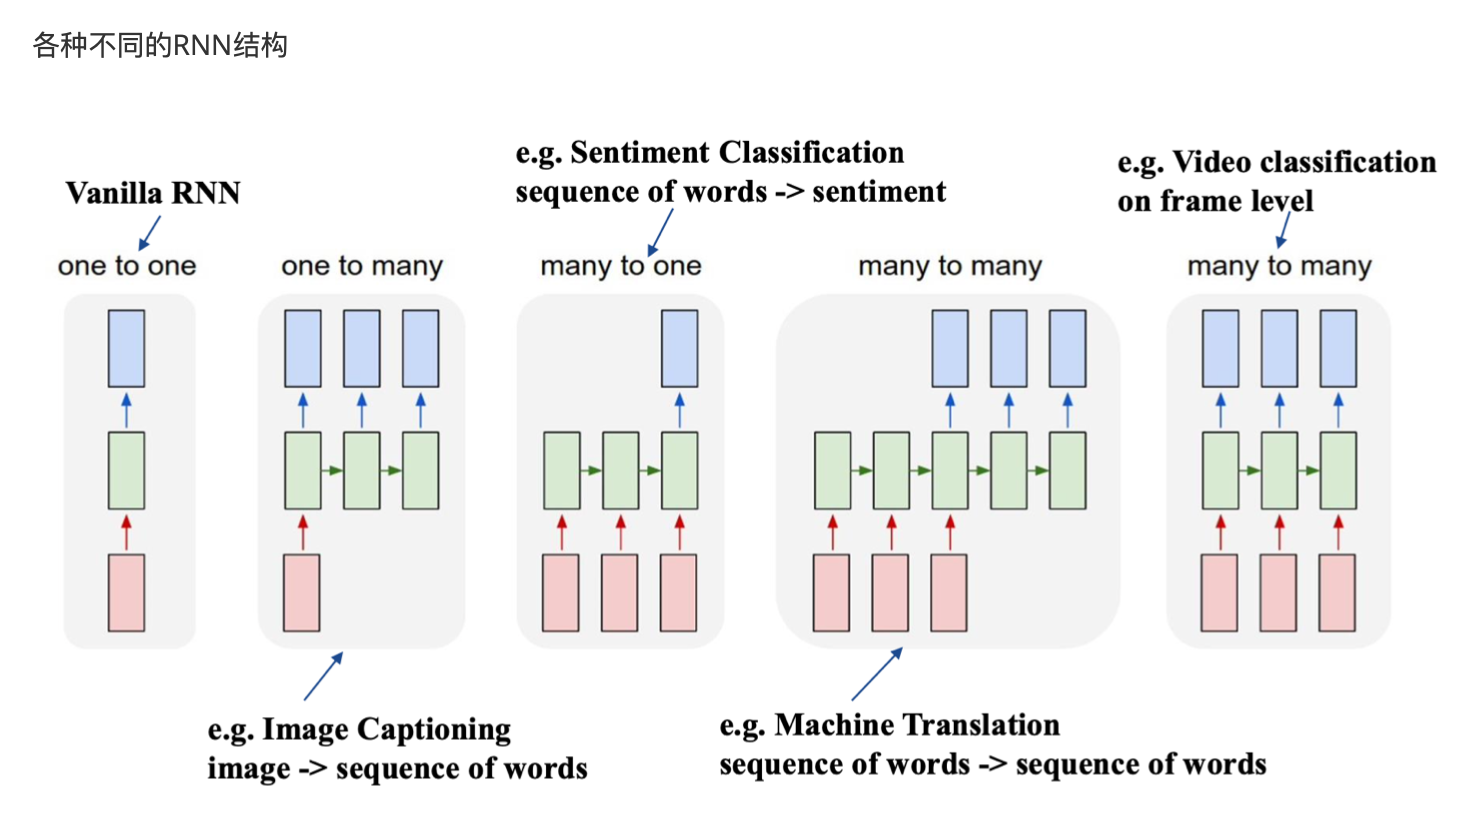 各种不同的RNN结构
e.g. Sentiment Classification
sequence of words -> sentiment
e.g. Video classification
on frame level
Vanilla RNN
one to one
one to many
many to one
many to many
many to many
e.g. Image Captioning
image -> sequence of words
e.g. Machine Translation
sequence of words -> sequence of words